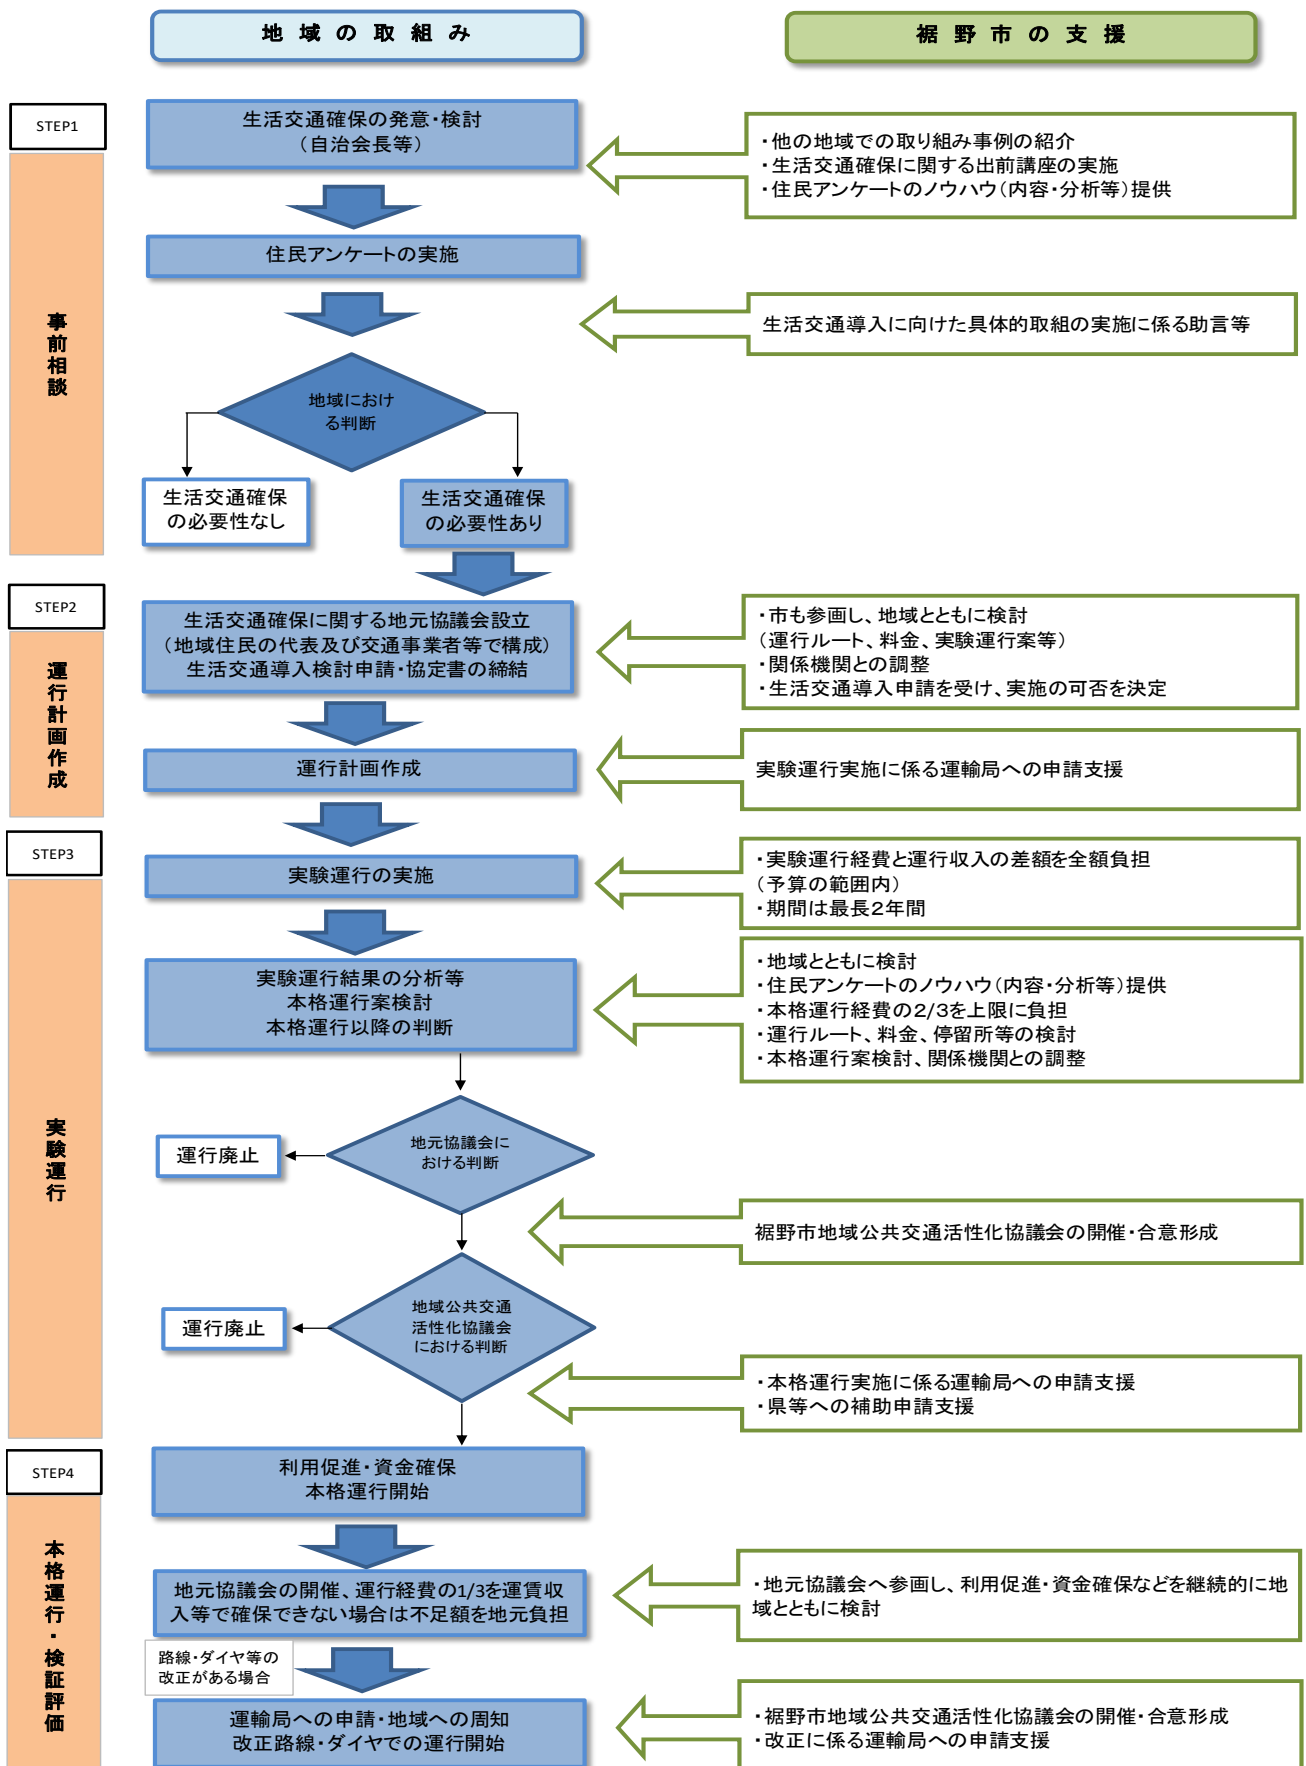 地域の取組み
裾野市の支援
STEP1
事前相談
生活交通確保の発意・検討
（自治会長等）
・他の地域での取り組み事例の紹介
・生活交通確保に関する出前講座の実施
・住民アンケートのノウハウ（内容・分析等）提供
住民アンケートの実施
生活交通導入に向けた具体的取組の実施に係る助言等
地域におけ
る判断
生活交通確保
の必要性なし
生活交通確保
の必要性あり
STEP2
運行計画作成
生活交通確保に関する地元協議会設立
（地域住民の代表及び交通事業者等で構成）
生活交通導入検討申請・協定書の締結
・市も参画し、地域とともに検討
（運行ルート、料金、実験運行案等）
・関係機関との調整
・生活交通導入申請を受け、実施の可否を決定
運行計画作成
実験運行実施に係る運輸局への申請支援
STEP3
実験運行
実験運行の実施
・実験運行経費と運行収入の差額を全額負担
（予算の範囲内）
・期間は最長２年間
実験運行結果の分析等
本格運行案検討
本格運行以降の判断
・地域とともに検討
・住民アンケートのノウハウ（内容・分析等）提供
・本格運行経費の２/３を上限に負担
・運行ルート、料金、停留所等の検討
・本格運行案検討、関係機関との調整
地元協議会に
おける判断
運行廃止
裾野市地域公共交通活性化協議会の開催・合意形成
地域公共交通
活性化協議会
における判断
運行廃止
・本格運行実施に係る運輸局への申請支援
・県等への補助申請支援
STEP4
本格運行・検証評価
利用促進・資金確保
本格運行開始
地元協議会の開催、運行経費の1/3を運賃収
入等で確保できない場合は不足額を地元負担
・地元協議会へ参画し、利用促進・資金確保などを継続的に地
域とともに検討
路線・ダイヤ等の
改正がある場合
運輸局への申請・地域への周知
改正路線・ダイヤでの運行開始
・裾野市地域公共交通活性化協議会の開催・合意形成
・改正に係る運輸局への申請支援